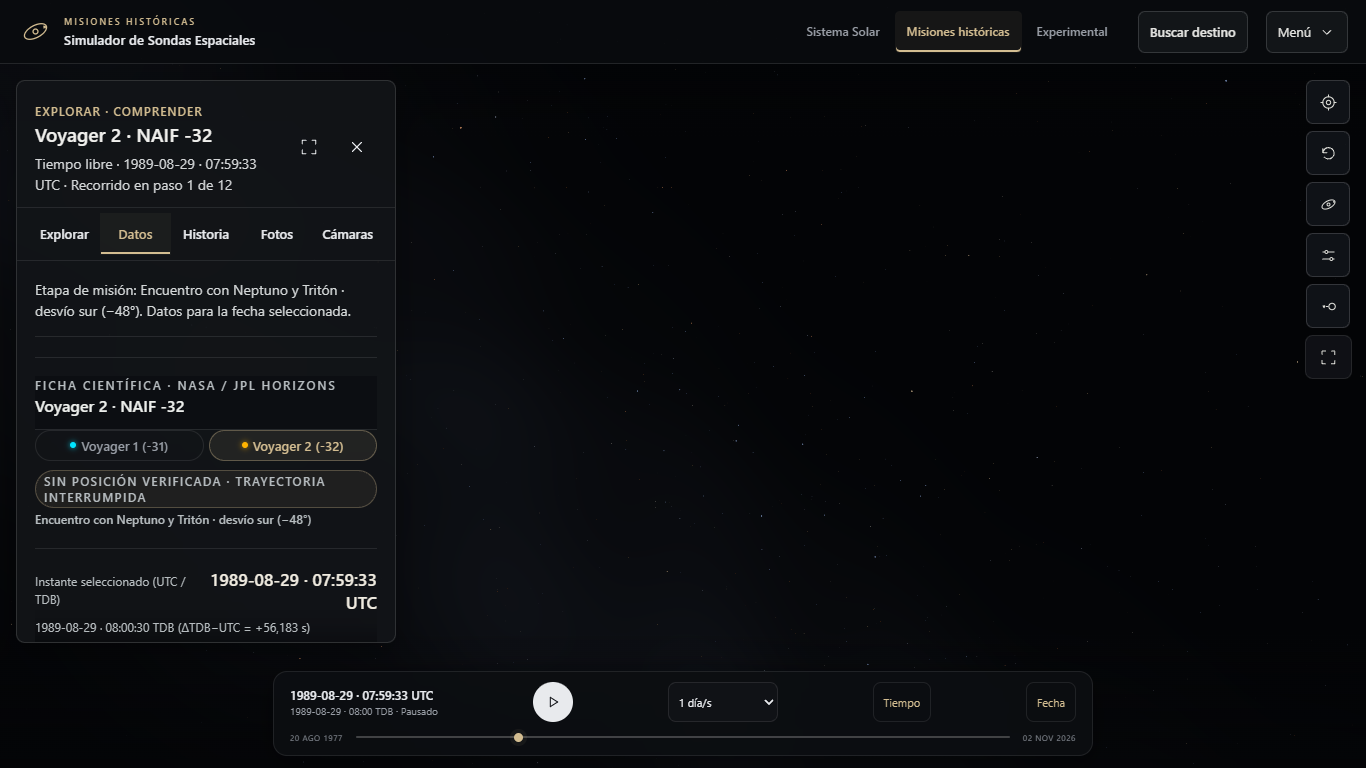 MISIONES HISTÓRICAS
Simulador de Sondas Espaciales
Sistema Solar
Misiones históricas
Experimental
Buscar destino
Menú
EXPLORAR · COMPRENDER
Voyager 2 · NAIF -32
Tiempo libre · 1989-08-29 · 07:59:33
UTC · Recorrido en paso 1 de 12
Explorar
Datos
Historia
Fotos
Cámaras
Etapa de misión: Encuentro con Neptuno y Tritón ·
desvío sur (−48°). Datos para la fecha seleccionada.
FICHA CIENTÍFICA · NASA / JPL HORIZONS
Voyager 2 · NAIF -32
Voyager 1 (-31)
Voyager 2 (-32)
SIN POSICIÓN VERIFICADA · TRAYECTORIA
INTERRUMPIDA
Encuentro con Neptuno y Tritón · desvío sur (−48°)
Instante seleccionado (UTC /
TDB)
1989-08-29 · 07:59:33
UTC
1989-08-29 · 08:00:30 TDB (ΔTDB−UTC = +56,183 s)
1989-08-29 · 07:59:33 UTC
1989-08-29 · 08:00 TDB · Pausado
1 día/s
Tiempo
Fecha
20 AGO 1977
02 NOV 2026